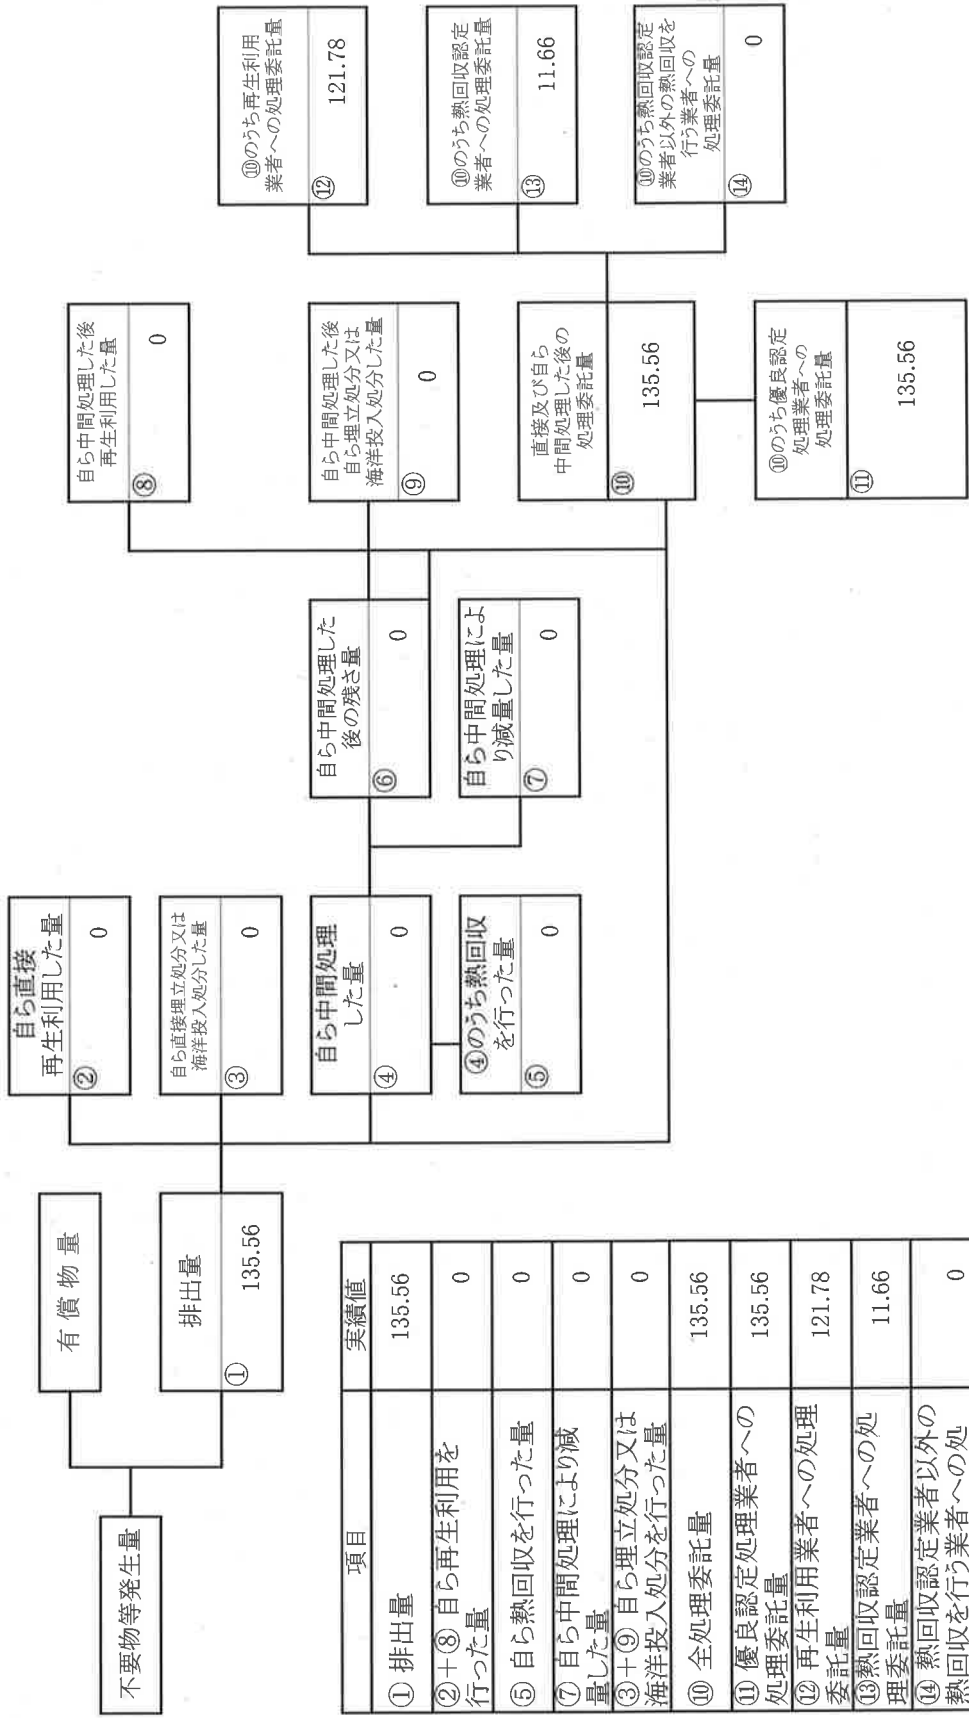 不要物等発生量
有償物量
排出量
①
135.56
自ら直接
再生利用した量
②
0
自ら直接埋立処分又は
海洋投入処分した量
③
0
自ら中間処理
した量
④
0
④のうち熱回収
を行った量
⑤
0
自ら中間処理した
後の残さ量
⑥
0
自ら中間処理によ
り減量した量
⑦
0
自ら中間処理した後
再生利用した量
⑧
0
自ら中間処理した後
自ら埋立処分又は
海洋投入処分した量
⑨
0
直接及び自ら
中間処理した後の
処理委託量
⑩
135.56
⑩のうち優良認定
処理業者への
処理委託量
⑪
135.56
⑩のうち再生利用
業者への処理委託量
⑫
121.78
⑩のうち熱回収認定
業者への処理委託量
⑬
11.66
⑩のうち熱回収認定
業者以外の熱回収を
行う業者への
処理委託量
⑭
0
項目
実績値
① 排出量
135.56
②+⑧ 自ら再生利用を
行った量
0
⑤ 自ら熱回収を行った量
0
⑦ 自ら中間処理により減
量した量
0
③+⑨ 自ら埋立処分又は
海洋投入処分を行った量
0
⑩ 全処理委託量
135.56
⑪ 優良認定処理業者への
処理委託量
135.56
⑫ 再生利用業者への処理
委託量
121.78
⑬熱回収認定業者への処
理委託量
11.66
⑭ 熱回収認定業者以外の
熱回収を行う業者への処
0